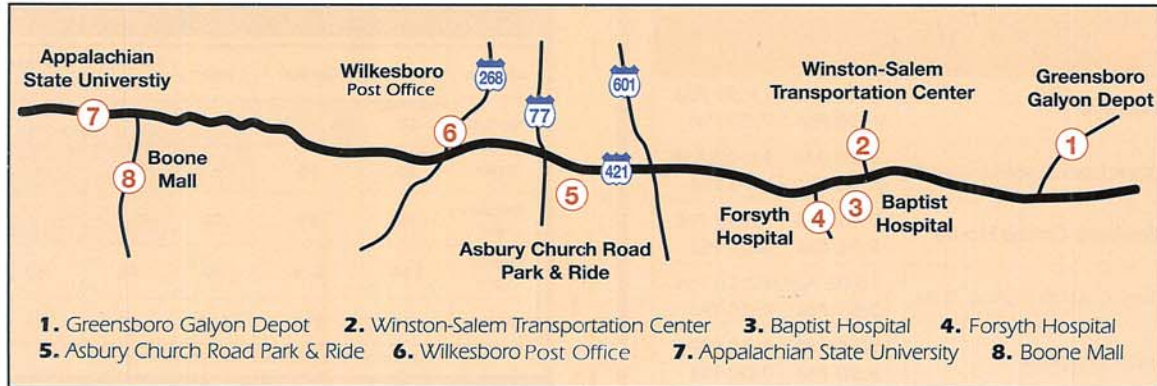 Appalachian
State Universtiy
7
8
Boone
Mall
Wilkesboro
Post Office
6
268
77
601
5
421
Asbury Church Road
Park & Ride
Winston-Salem
Transportation Center
2
Forsyth
Hospital
4
3
Baptist
Hospital
Greensboro
Galyon Depot
1
1. Greensboro Galyon Depot 2. Winston-Salem Transportation Center 3. Baptist Hospital 4. Forsyth Hospital
5. Asbury Church Road Park & Ride 6. Wilkesboro Post Office 7. Appalachian State University 8. Boone Mall